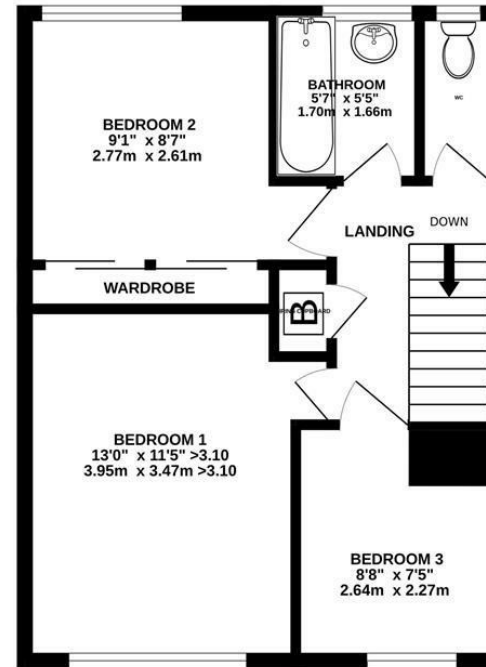 BATHROOM
5'7" x 5'5"
1.70m x 1.66m
WC
BEDROOM 2
9'1" x 8'7"
2.77m x 2.61m
LANDING
DOWN
WARDROBE
B
BEDROOM 1
13'0" x 11'5" >3.10
3.95m x 3.47m >3.10
BEDROOM 3
8'8" x 7'5"
2.64m x 2.27m